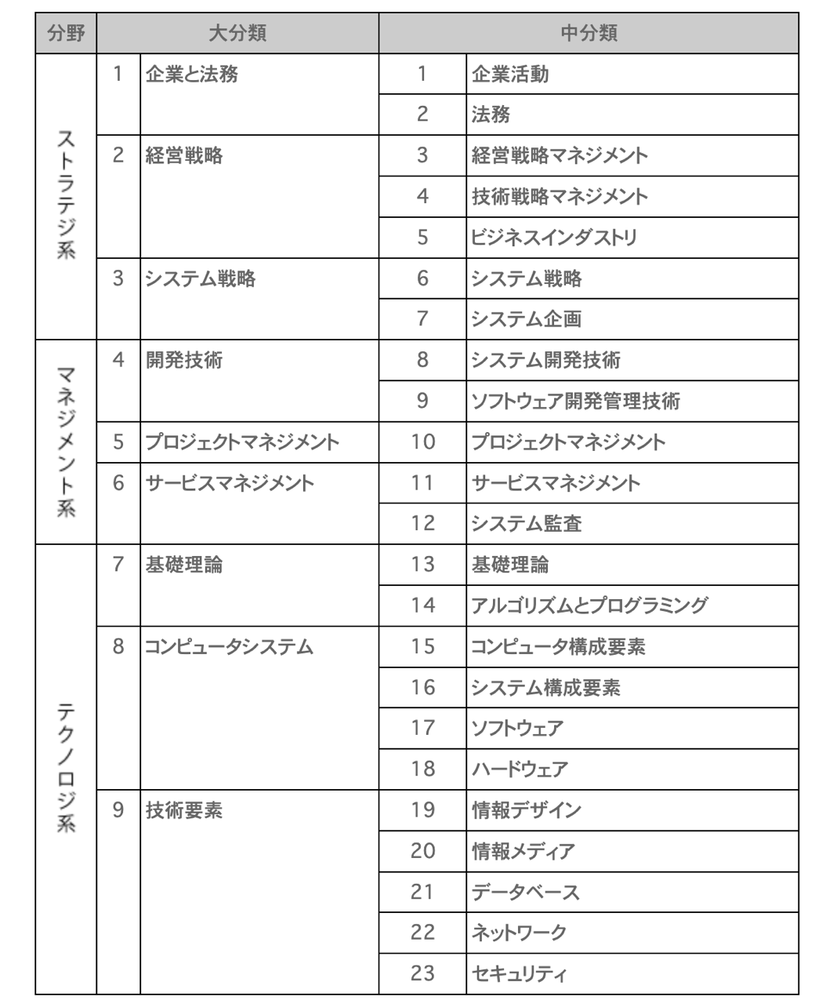 分野 大分類 中分類
ストラテジ系
1 企業と法務 1 企業活動
2 法務
2 経営戦略 3 経営戦略マネジメント
4 技術戦略マネジメント
5 ビジネスインダストリ
3 システム戦略 6 システム戦略
7 システム企画
マネジメント系
4 開発技術 8 システム開発技術
9 ソフトウェア開発管理技術
5 プロジェクトマネジメント 10 プロジェクトマネジメント
6 サービスマネジメント 11 サービスマネジメント
12 システム監査
テクノロジ系
7 基礎理論 13 基礎理論
14 アルゴリズムとプログラミング
8 コンピュータシステム 15 コンピュータ構成要素
16 システム構成要素
17 ソフトウェア
18 ハードウェア
9 技術要素 19 情報デザイン
20 情報メディア
21 データベース
22 ネットワーク
23 セキュリティ